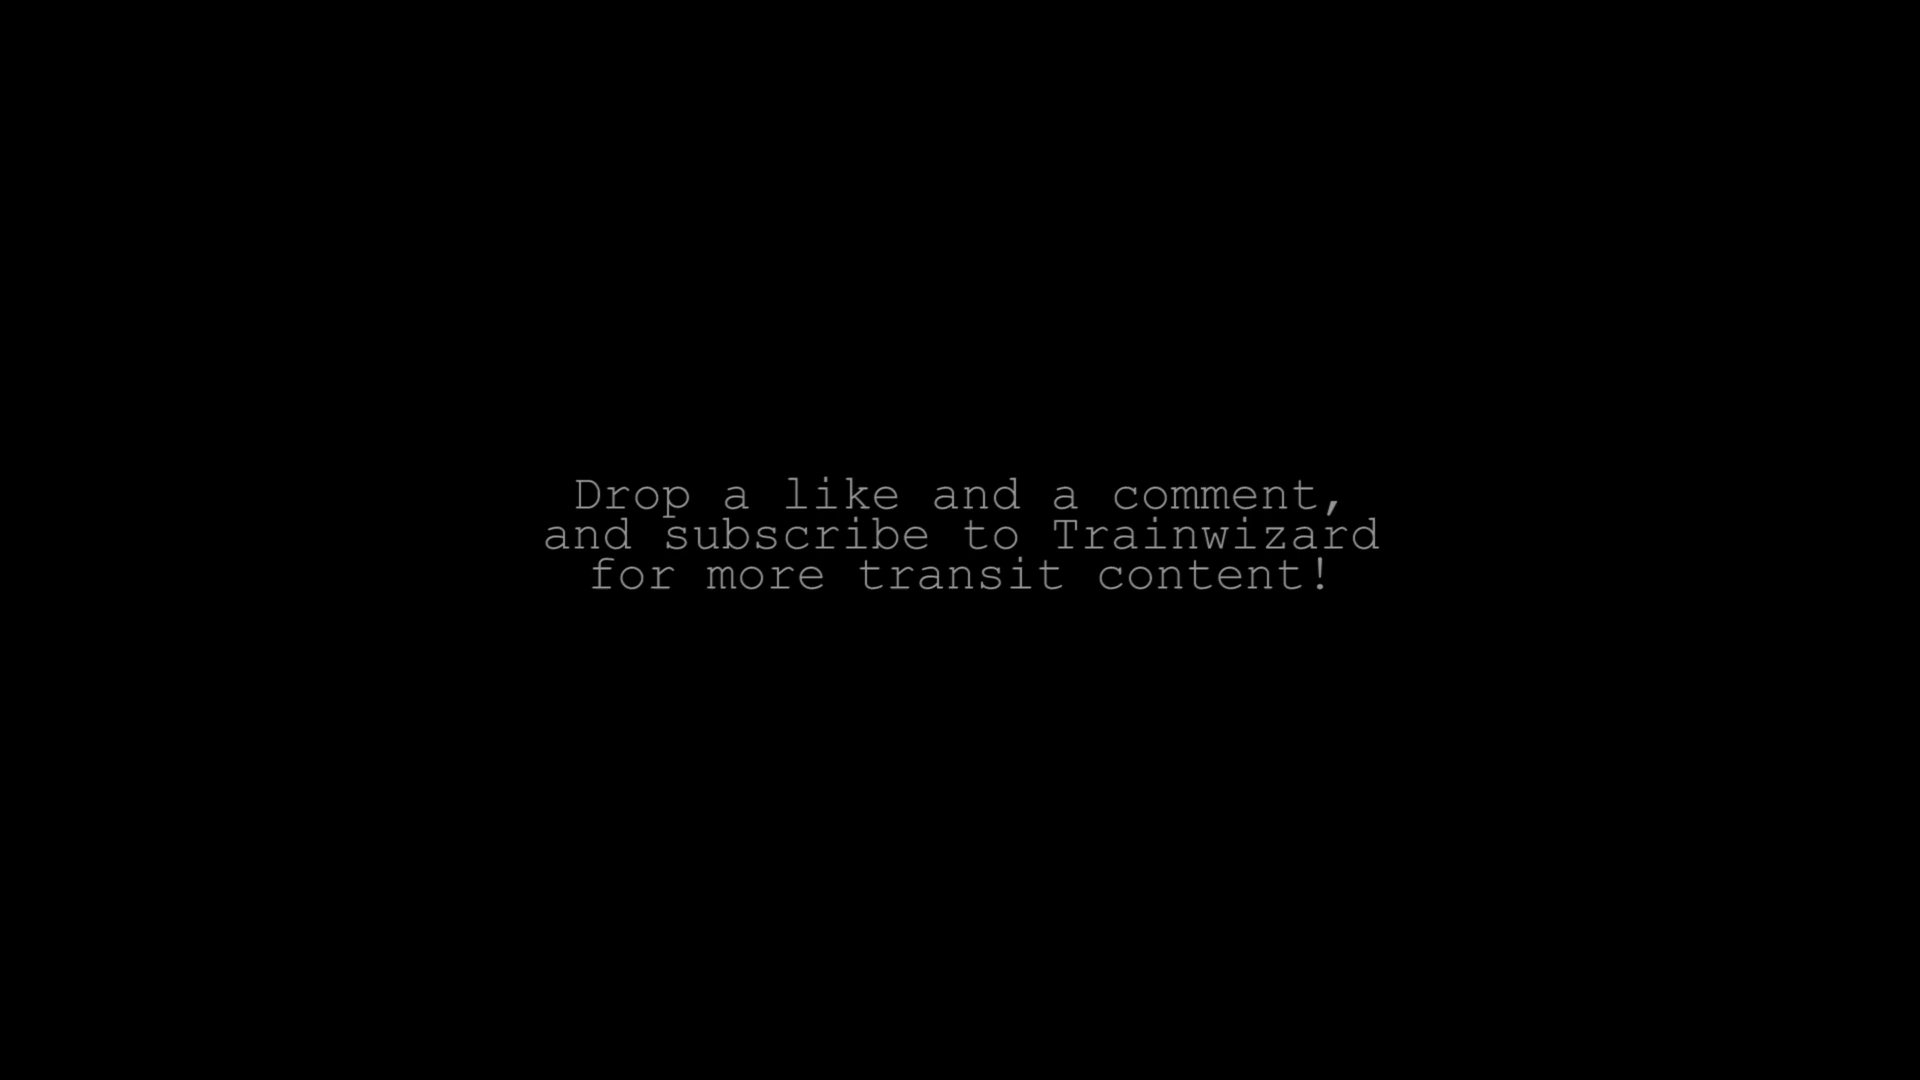 Drop a like and a comment,
and subscribe to Trainwizard
for more transit content!